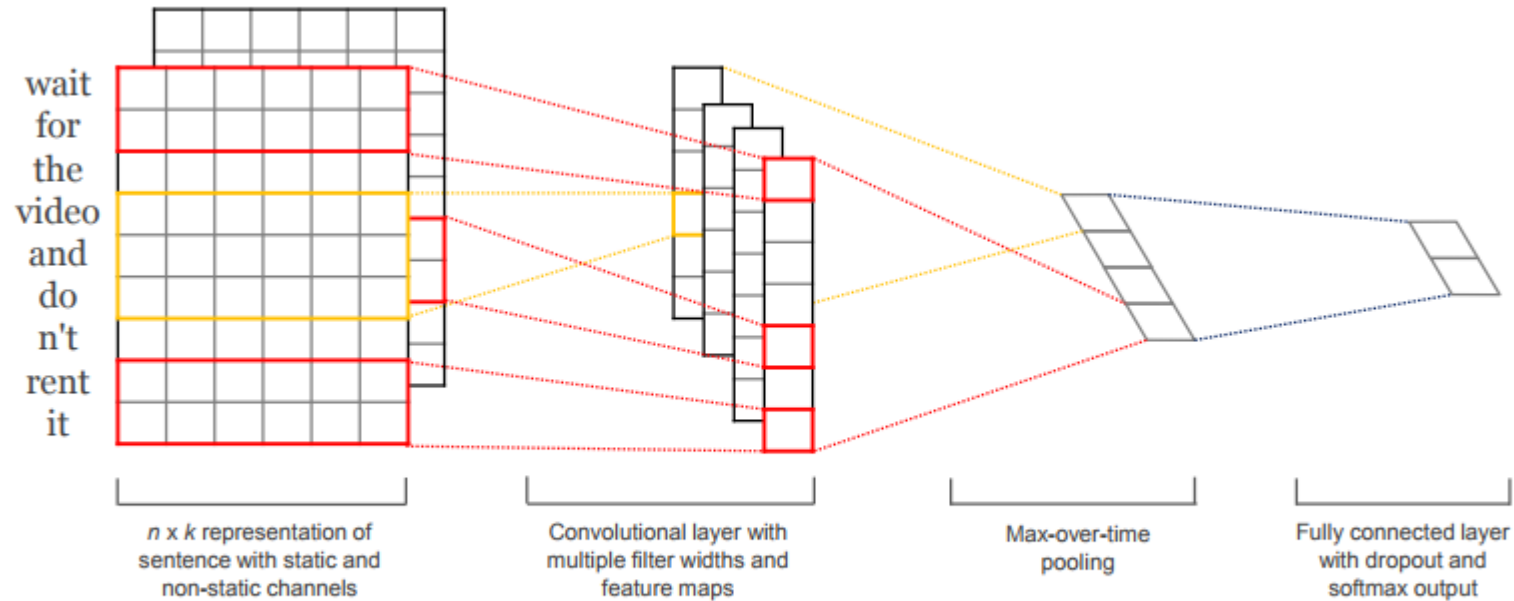 wait
for
the
video
and
do
n't
rent
it
n x k representation of
sentence with static and
non-static channels
Convolutional layer with
multiple filter widths and
feature maps
Max-over-time
pooling
Fully connected layer
with dropout and
softmax output